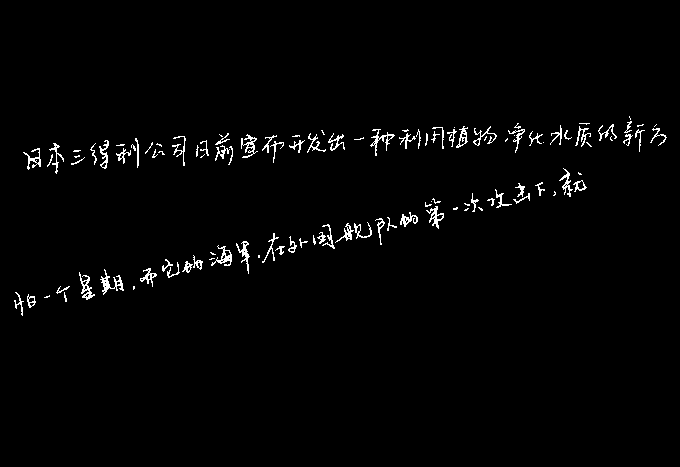 日本三得利公司日前宣布开发出一种利用植物净化水质的新方
怕一个星期,而它的海军,在外国舰队的第一次攻击下,就